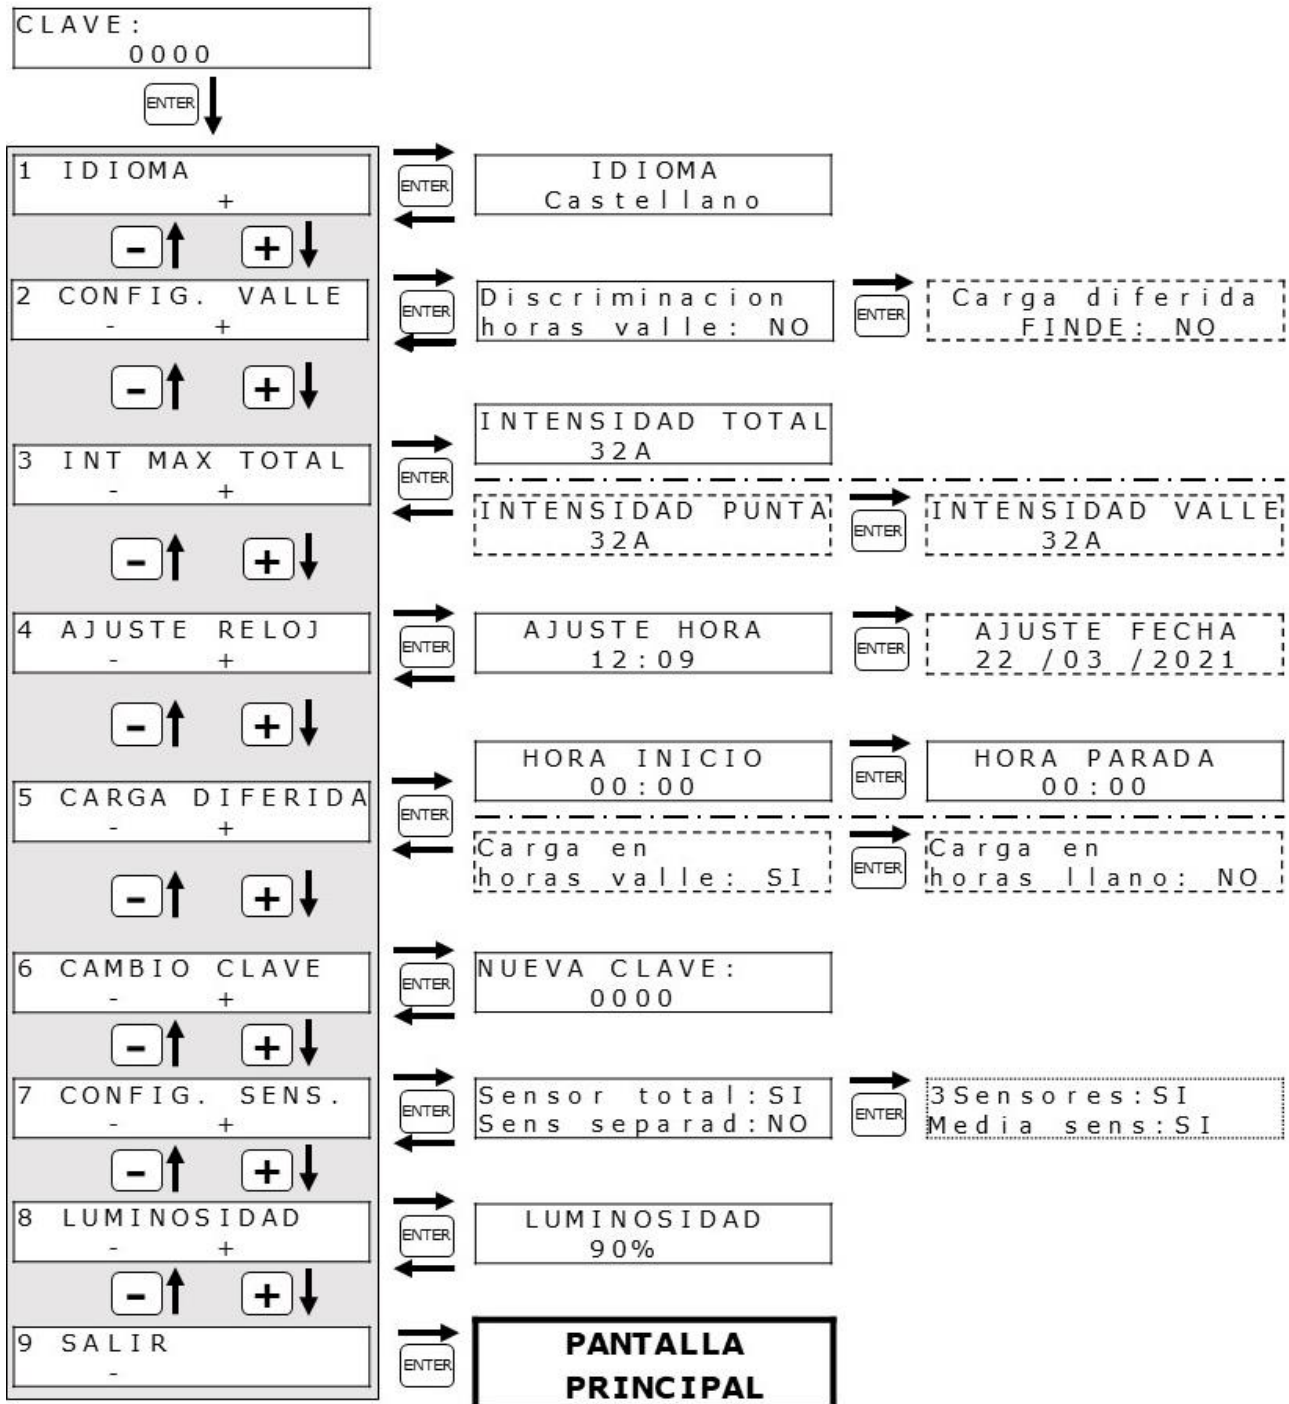 CLAVE:
0000
ENTER
1 IDIOMA
+
ENTER
IDIOMA
Castellano
- +
2 CONFIG. VALLE
- +
ENTER
Discriminacion
horas valle: NO
ENTER
Carga diferida
FINDE: NO
- +
3 INT MAX TOTAL
- +
ENTER
INTENSIDAD TOTAL
32A
INTENSIDAD PUNTA
32A
ENTER
INTENSIDAD VALLE
32A
- +
4 AJUSTE RELOJ
- +
ENTER
AJUSTE HORA
12:09
ENTER
AJUSTE FECHA
22 /03 /2021
- +
5 CARGA DIFERIDA
- +
ENTER
HORA INICIO
00:00
ENTER
HORA PARADA
00:00
Carga en
horas valle: SI
ENTER
Carga en
horas llano: NO
- +
6 CAMBIO CLAVE
- +
ENTER
NUEVA CLAVE:
0000
- +
7 CONFIG. SENS.
- +
ENTER
Sensor total:SI
Sens separad:NO
ENTER
3Sensores:SI
Media sens:SI
- +
8 LUMINOSIDAD
- +
ENTER
LUMINOSIDAD
90%
- +
9 SALIR
-
ENTER
PANTALLA
PRINCIPAL